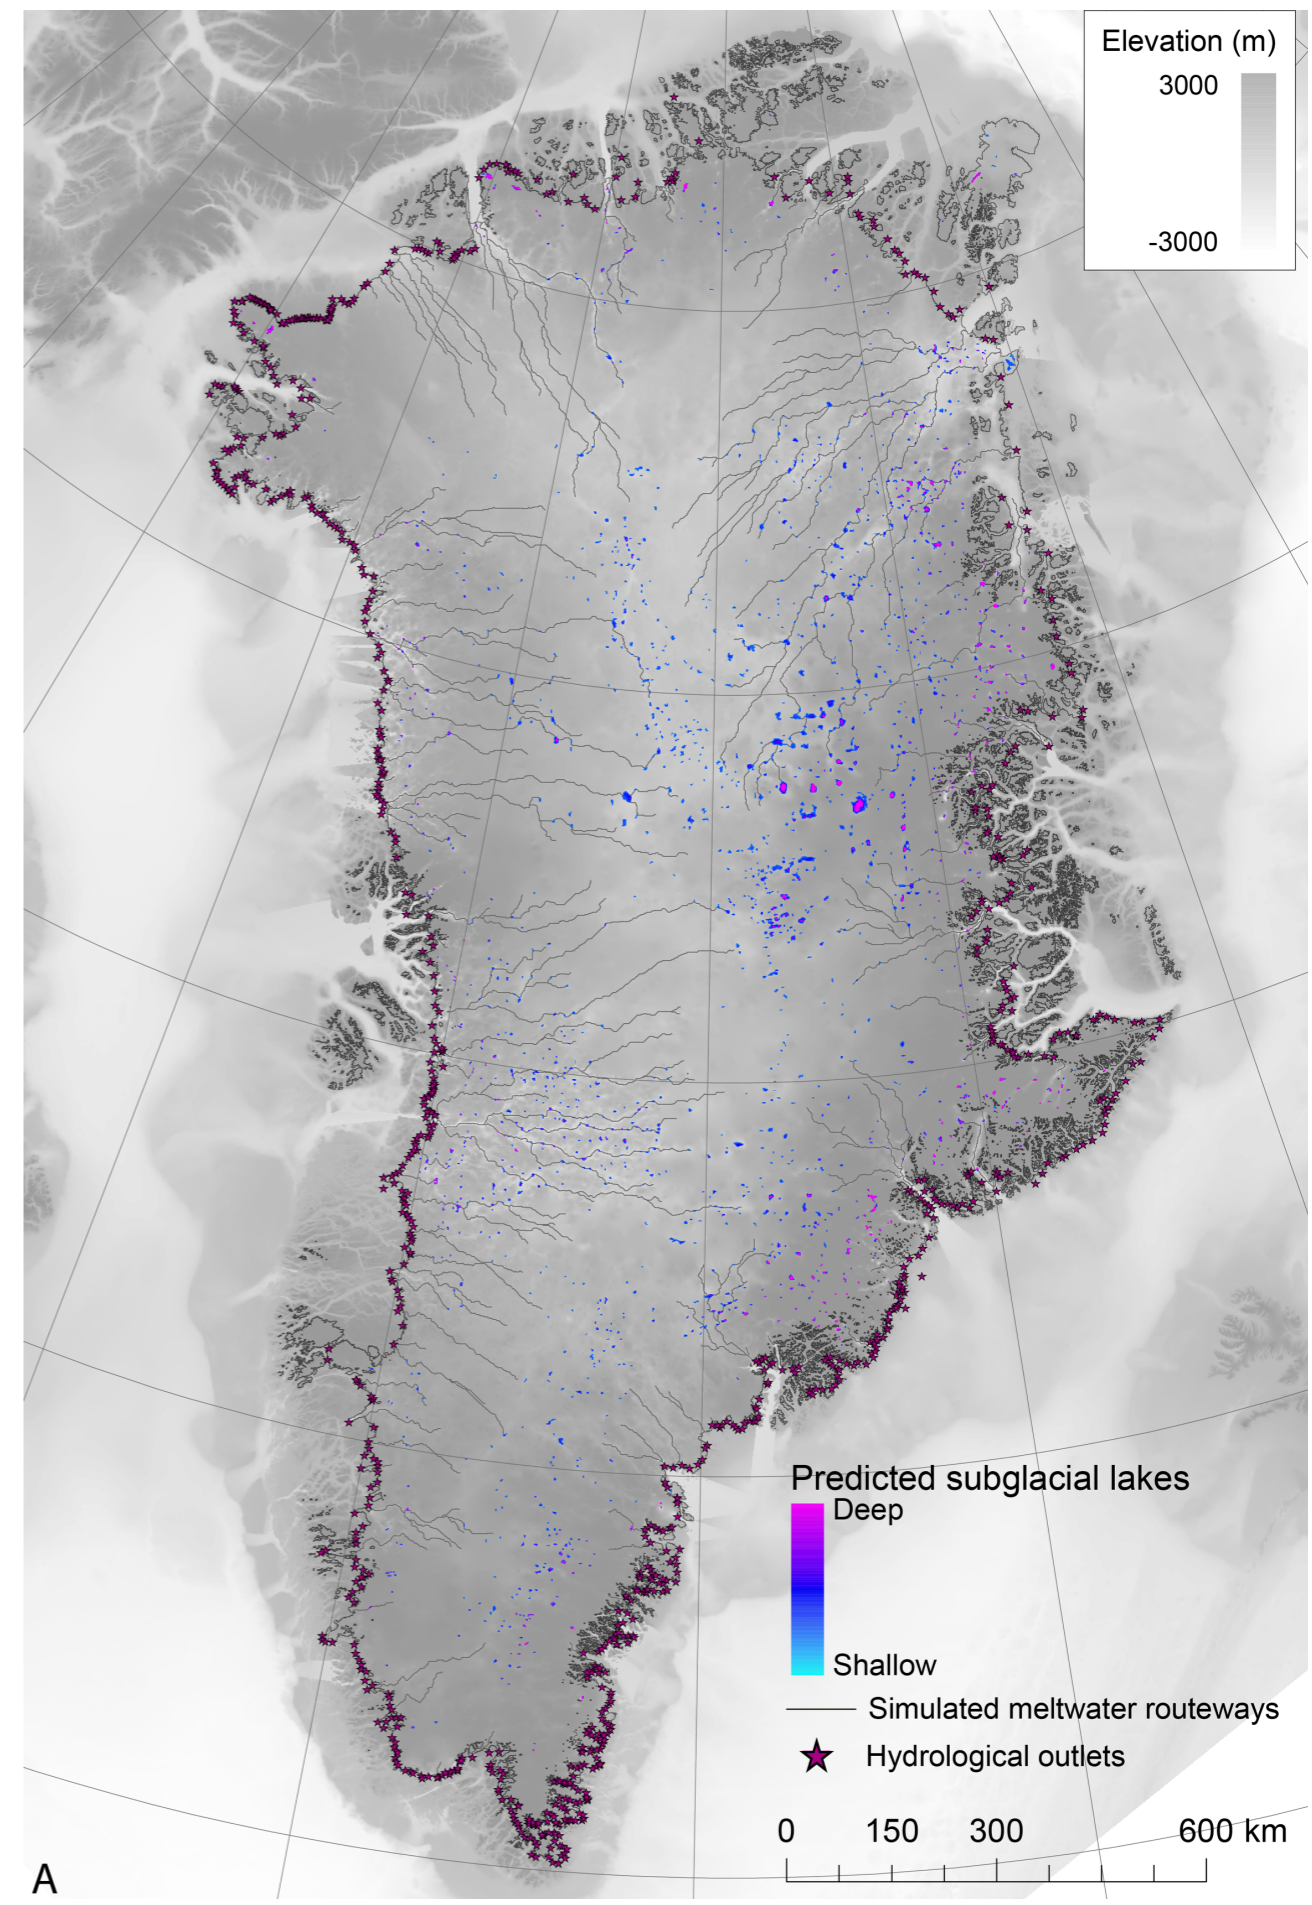 Elevation (m)
3000
-3000
Predicted subglacial lakes
Deep
Shallow
Simulated meltwater routeways
Hydrological outlets
0 150 300 600 km
A